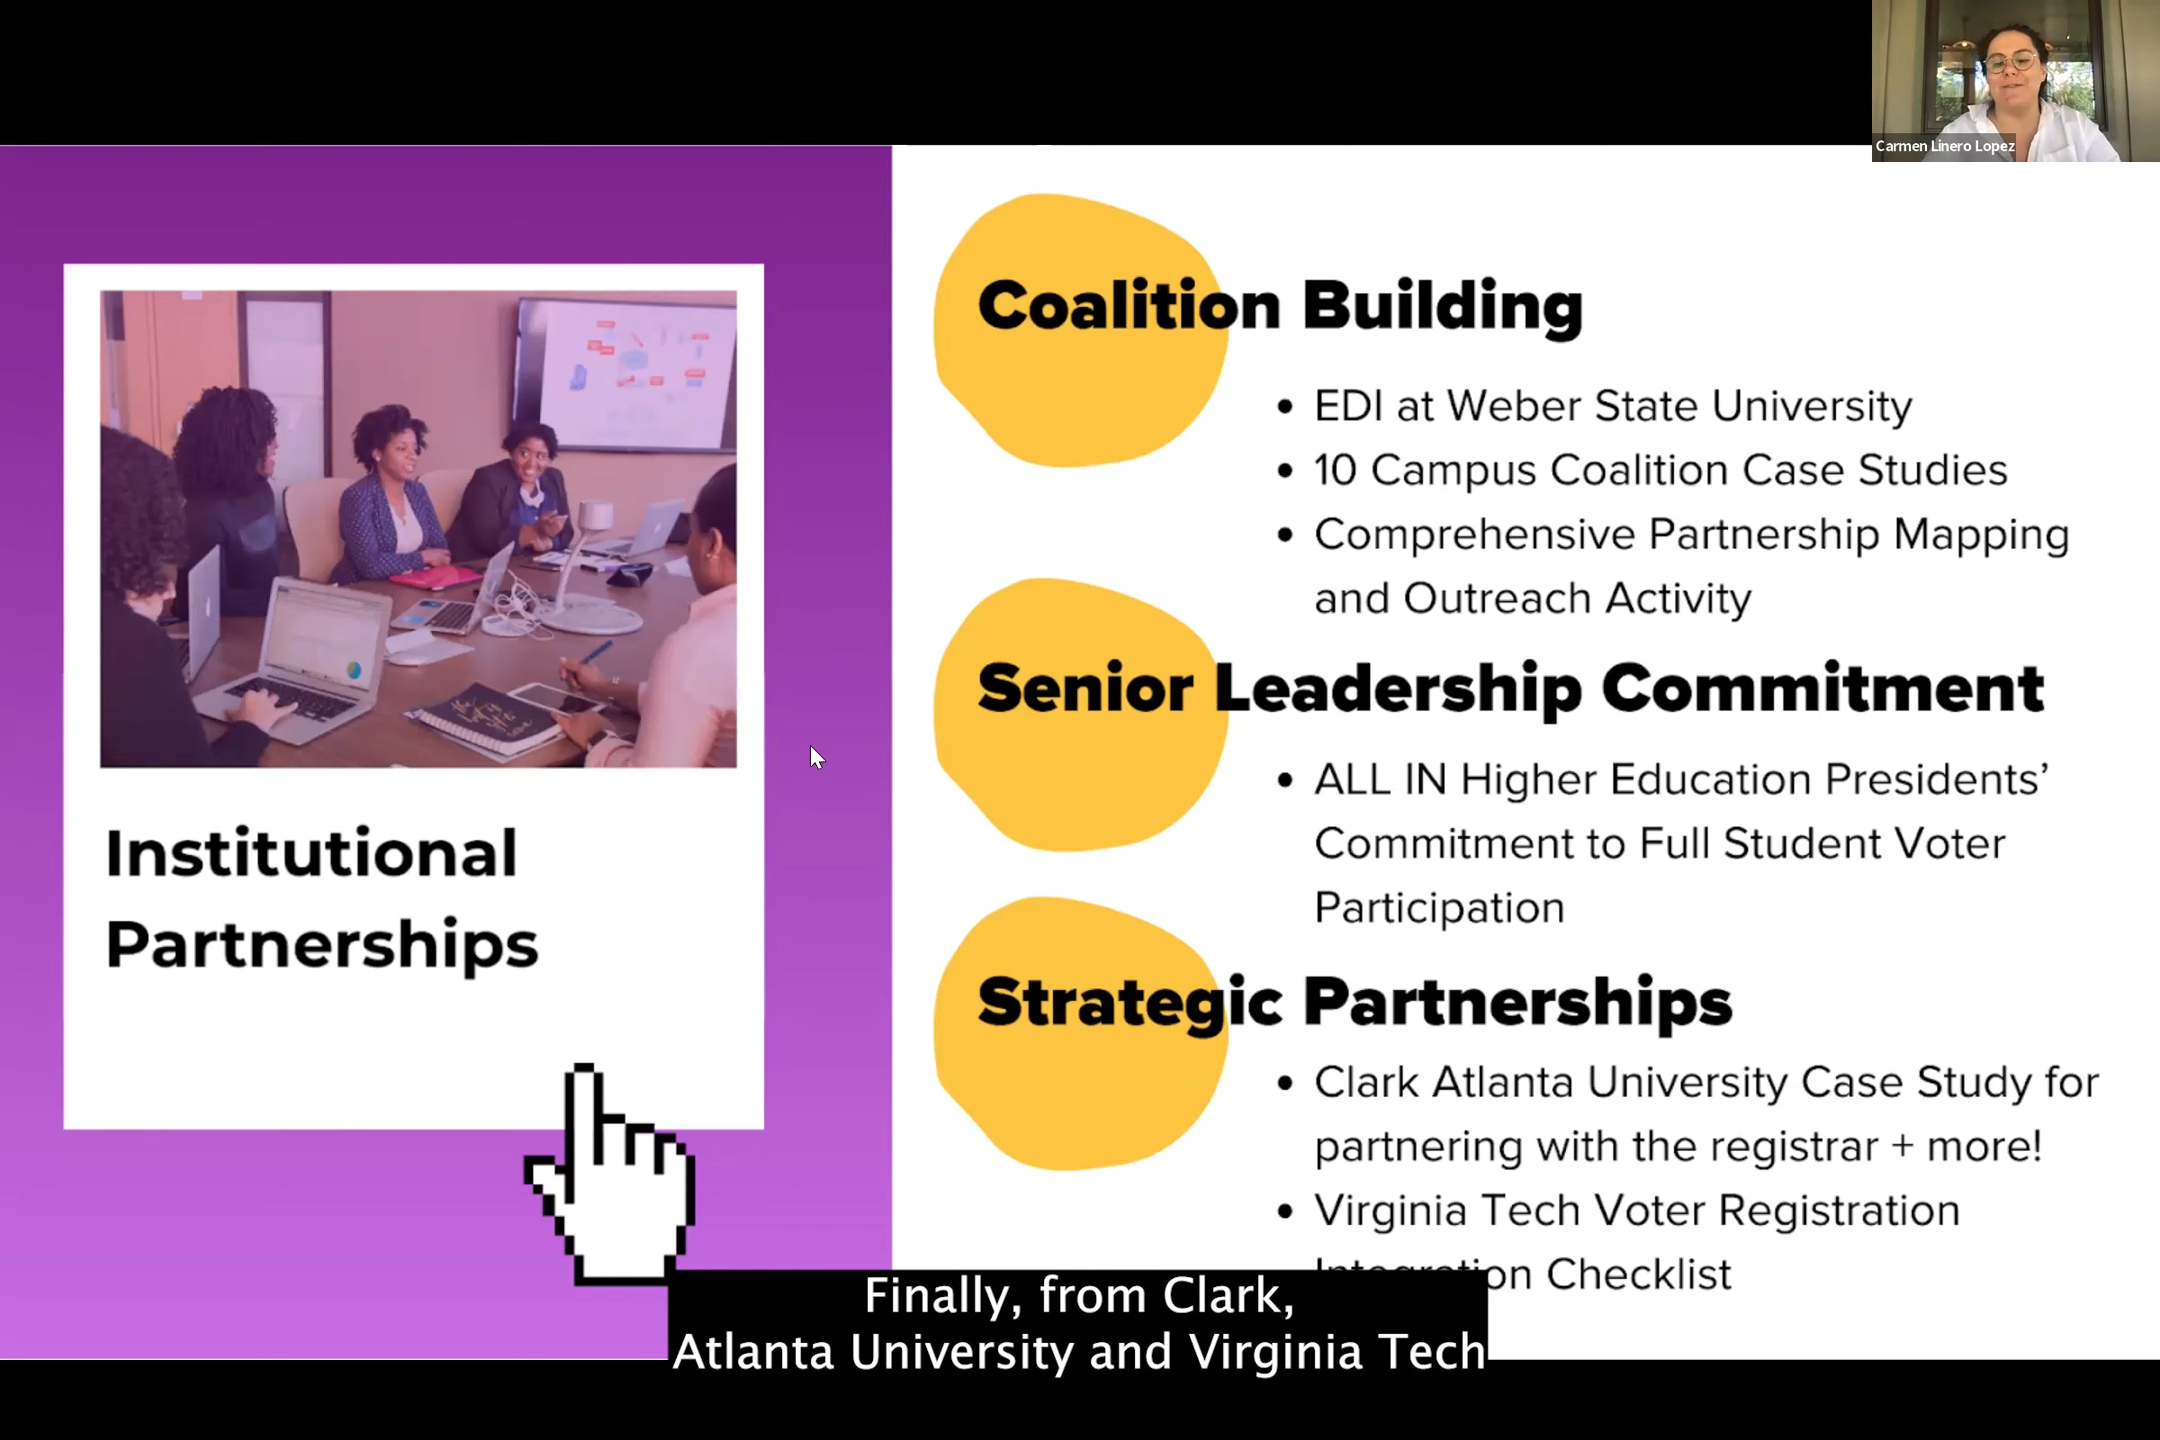 Carmen Linero Lopez
Institutional
Partnerships
Coalition Building
• EDI at Weber State University
• 10 Campus Coalition Case Studies
• Comprehensive Partnership Mapping
and Outreach Activity
Senior Leadership Commitment
• ALL IN Higher Education Presidents’
Commitment to Full Student Voter
Participation
Strategic Partnerships
• Clark Atlanta University Case Study for
partnering with the registrar + more!
• Virginia Tech Voter Registration
Integration Checklist
Finally, from Clark,
Atlanta University and Virginia Tech